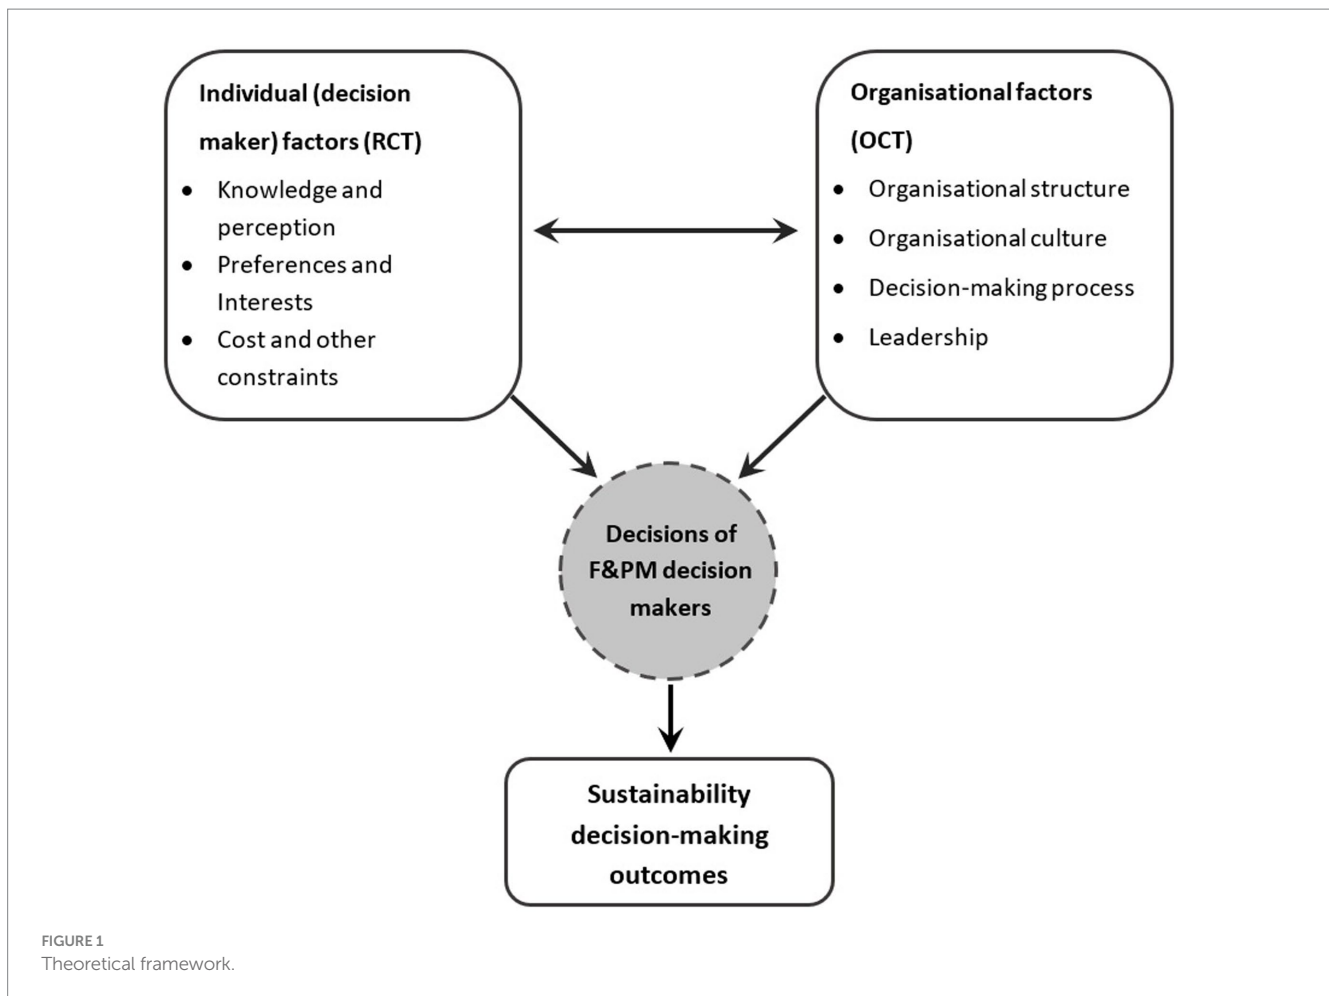 Individual (decision
maker) factors (RCT)
• Knowledge and
perception
• Preferences and
Interests
• Cost and other
constraints
Organisational factors
(OCT)
• Organisational structure
• Organisational culture
• Decision-making process
• Leadership
Decisions of
F&PM decision
makers
Sustainability
decision-making
outcomes
FIGURE 1
Theoretical framework.